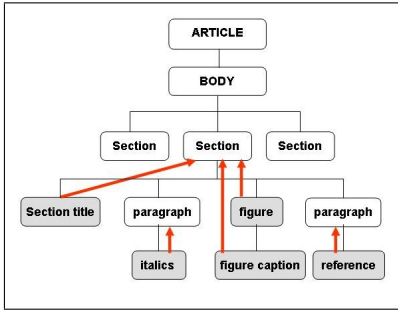 ARTICLE
BODY
Section
Section
Section
Section title
paragraph
figure
paragraph
italics
figure caption
reference